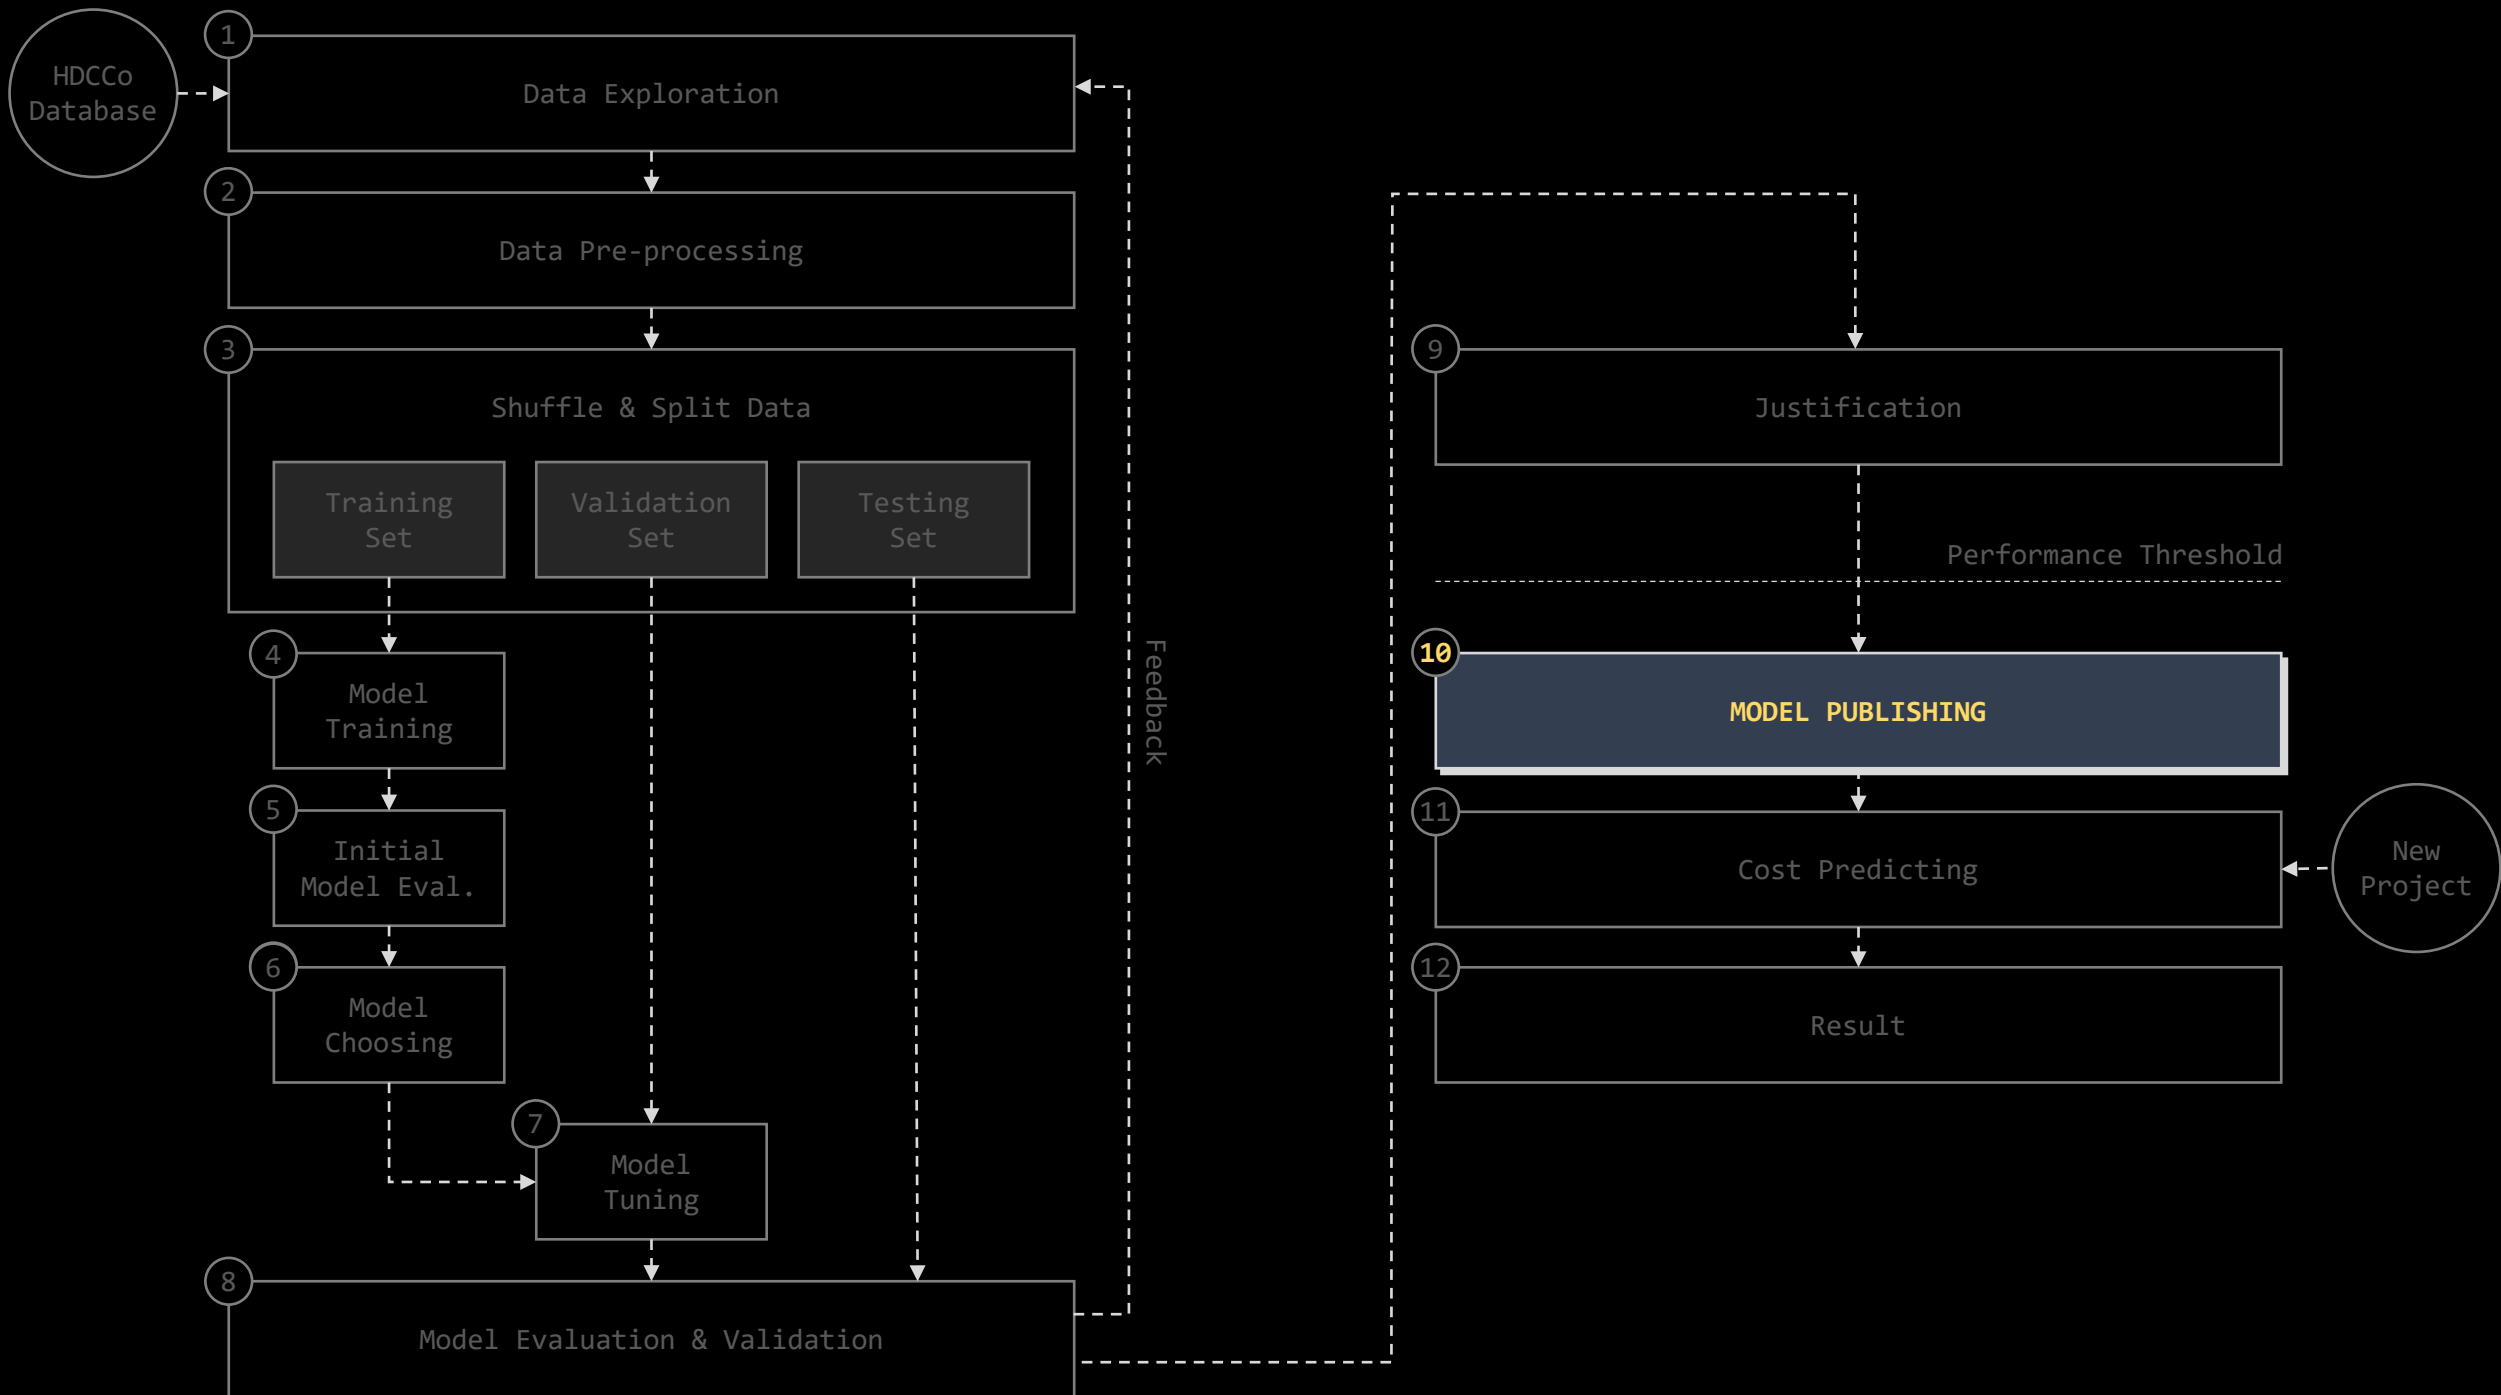 HDCCo
Database
1
Data Exploration
2
Data Pre-processing
3
Shuffle & Split Data
Training
Set
Validation
Set
Testing
Set
4
Model
Training
5
Initial
Model Eval.
6
Model
Choosing
7
Model
Tuning
8
Model Evaluation & Validation
Feedback
9
Justification
Performance Threshold
10
MODEL PUBLISHING
11
Cost Predicting
New
Project
12
Result